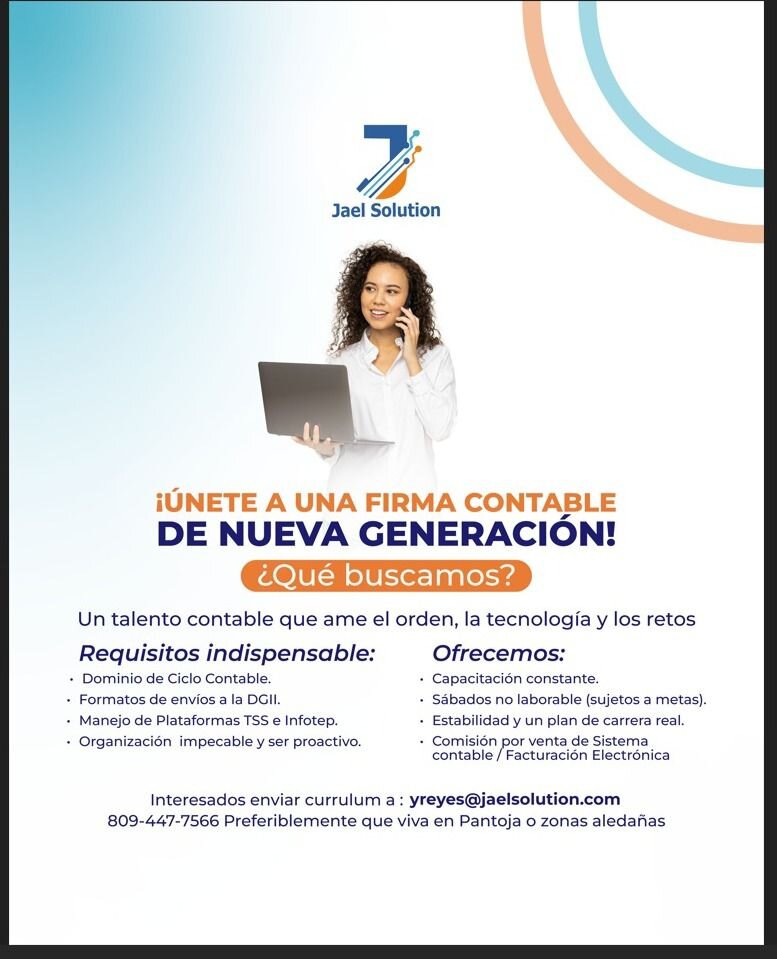 Jael Solution
¡ÚNETE A UNA FIRMA CONTABLE
DE NUEVA GENERACIÓN!
¿Qué buscamos?
Un talento contable que ame el orden, la tecnología y los retos
Requisitos indispensable:
• Dominio de Ciclo Contable.
• Formatos de envíos a la DGII.
• Manejo de Plataformas TSS e Infotep.
• Organización impecable y ser proactivo.
Ofrecemos:
• Capacitación constante.
• Sábados no laborable (sujetos a metas).
• Estabilidad y un plan de carrera real.
• Comisión por venta de Sistema
contable / Facturación Electrónica
Interesados enviar currulum a : yreyes@jaelsolution.com
809-447-7566 Preferiblemente que viva en Pantoja o zonas aledañas